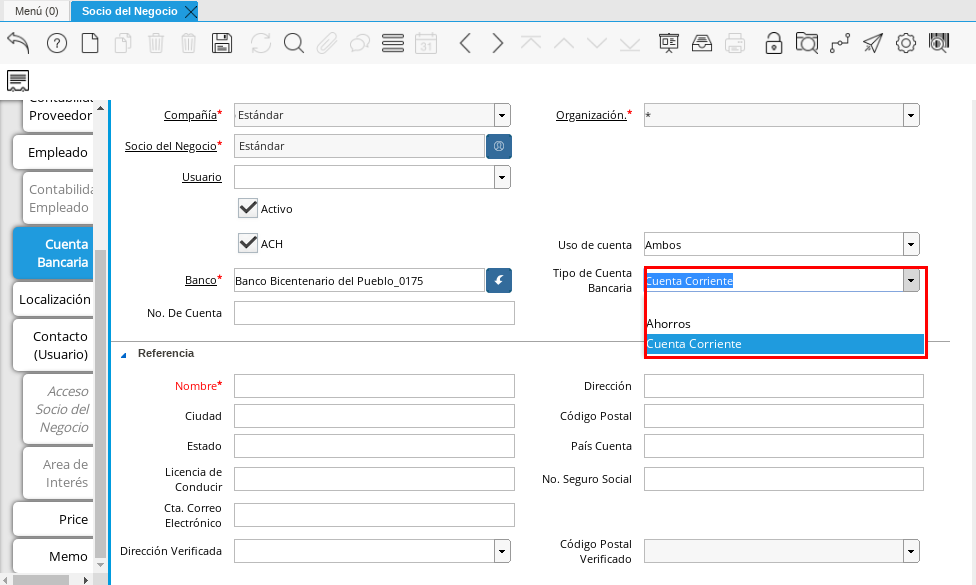 Menú (0)
Socio del Negocio
31
Proveedor
Empleado
Contabilida
Empleado
Cuenta
Bancaria
Localización
Contacto
(Usuario)
Acceso
Socio del
Negocio
Area de
Interés
Price
Memo
Compañía* Estándar
Organización.* *
Socio del Negocio* Estándar
Usuario
Activo
ACH
Uso de cuenta Ambos
Banco* Banco Bicentenario del Pueblo_0175
Tipo de Cuenta
Bancaria
Cuenta Corriente
No. De Cuenta
Ahorros
Cuenta Corriente
Referencia
Nombre*
Dirección
Ciudad
Código Postal
Estado
País Cuenta
Licencia de
Conducir
No. Seguro Social
Cta. Correo
Electrónico
Dirección Verificada
Código Postal
Verificado